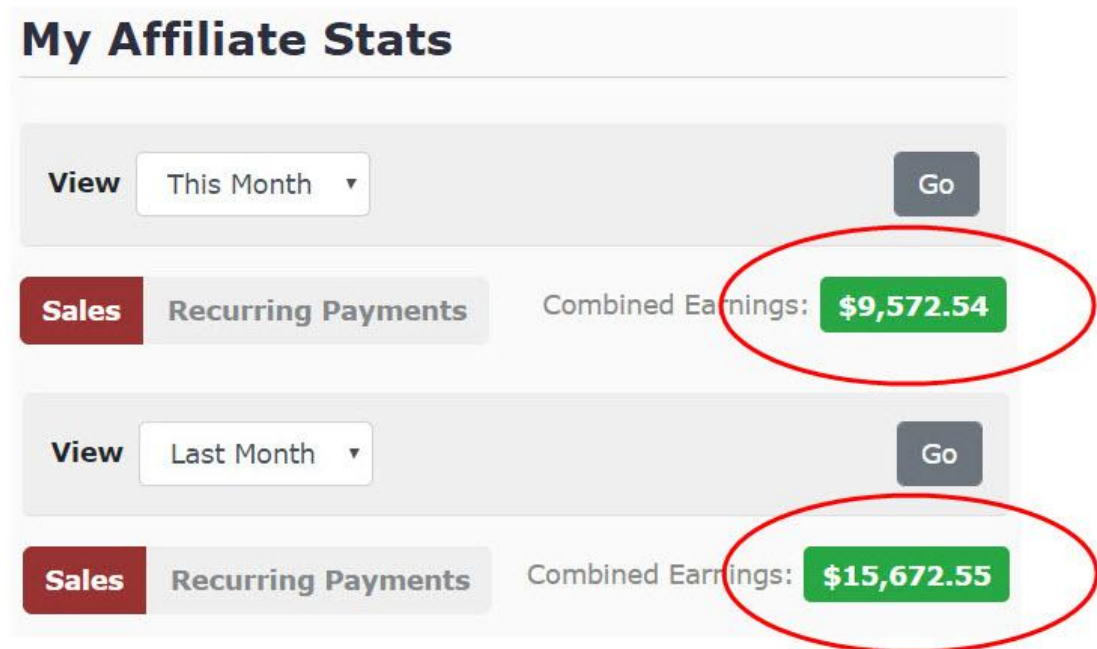 My Affiliate Stats
View This Month Go
Sales Recurring Payments Combined Earnings: $9,572.54
View Last Month Go
Sales Recurring Payments Combined Earnings: $15,672.55